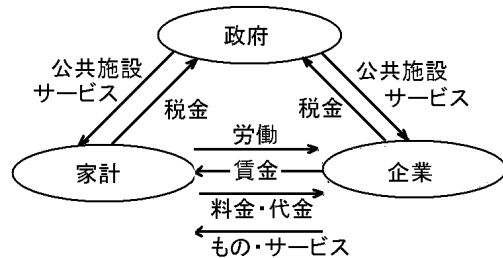 政府
公共施設
サービス
税金
税金
公共施設
サービス
労働
家計
賃金
企業
料金・代金
もの・サービス